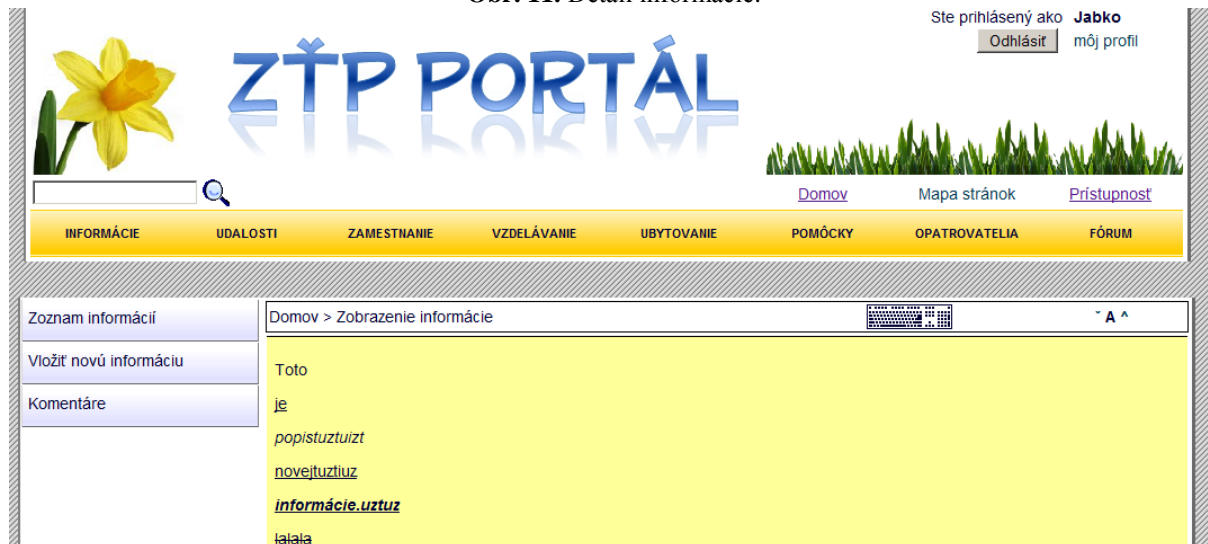 Obr. 11. Detail informácie.
Ste prihlásený ako Jabko
Odhlásiť môj profil
ZŤP PORTÁL
Domov Mapa stránok Prístupnosť
INFORMÁCIE UDALOSTI ZAMESTNANIE VZDELÁVANIE UBYTOVANIE POMÔCKY OPATROVATELIA FÓRUM
Zoznam informácií
Vložiť novú informáciu
Komentáre
Domov > Zobrazenie informácie
ˇ A ^
Toto
je
popistuztuizt
novejtuztiuz
informácie.uztuz
lalala